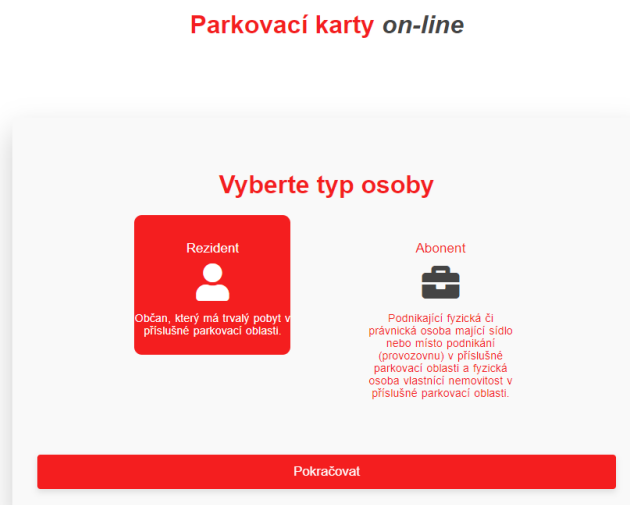 Parkovací karty on-line
Vyberte typ osoby
Rezident
Občan, který má trvalý pobyt v
příslušné parkovací oblasti.
Abonent
Podnikající fyzická či
právnická osoba mající sídlo
nebo místo podnikání
(provozovnu) v příslušné
parkovací oblasti a fyzická
osoba vlastnící nemovitost v
příslušné parkovací oblasti.
Pokračovat